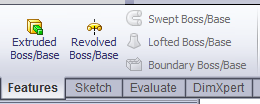 Extruded Boss/Base
Revolved Boss/Base
Swept Boss/Base
Lofted Boss/Base
Boundary Boss/Base
Features Sketch Evaluate DimXpert